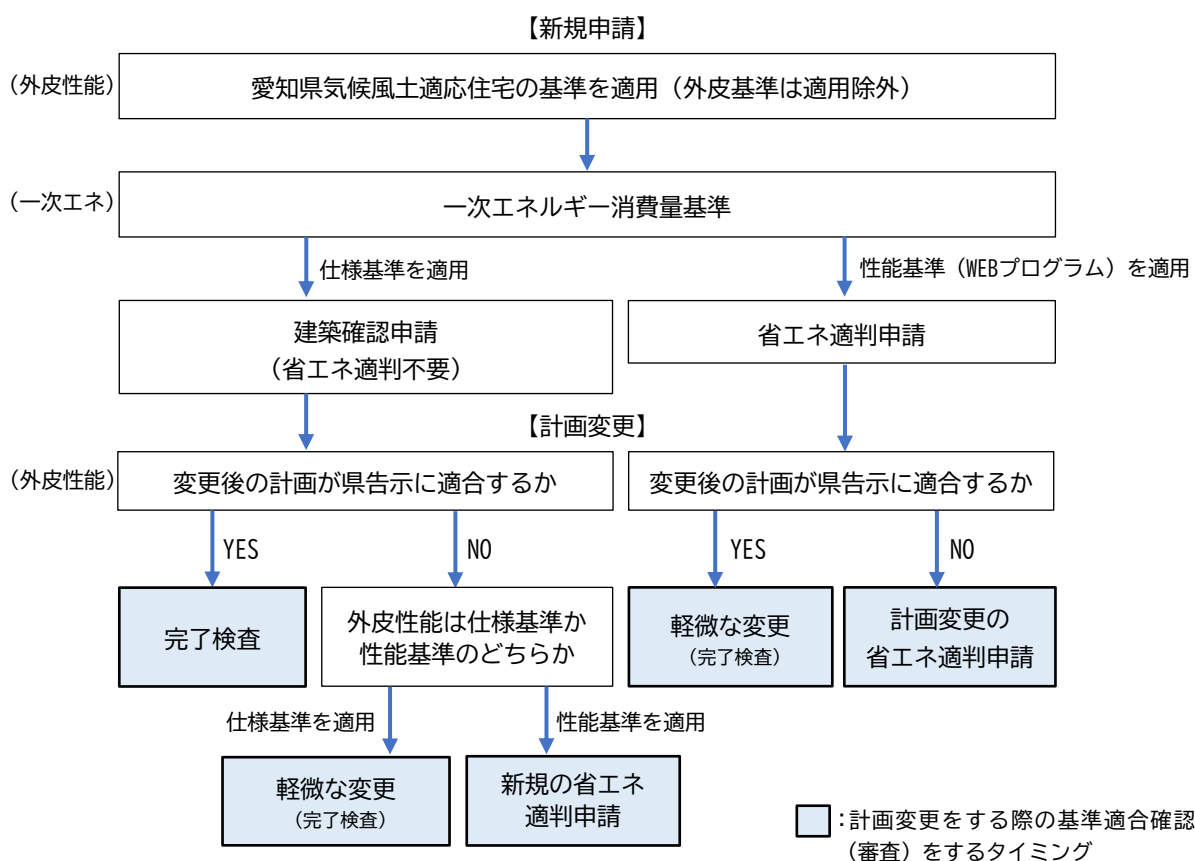 【新規申請】
(外皮性能)
愛知県気候風土適応住宅の基準を適用（外皮基準は適用除外）
(一次エネ)
一次エネルギー消費量基準
仕様基準を適用
性能基準（WEBプログラム）を適用
建築確認申請
（省エネ適判不要）
省エネ適判申請
【計画変更】
(外皮性能)
変更後の計画が県告示に適合するか
変更後の計画が県告示に適合するか
YES
NO
YES
NO
完了検査
外皮性能は仕様基準か
性能基準のどちらか
軽微な変更
（完了検査）
計画変更の
省エネ適判申請
仕様基準を適用
性能基準を適用
軽微な変更
（完了検査）
新規の省エネ
適判申請
：計画変更をする際の基準適合確認
（審査）をするタイミング